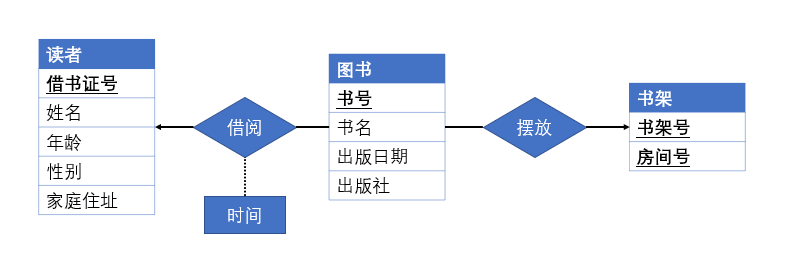 读者
借书证号
姓名
年龄
性别
家庭住址
借阅
时间
图书
书号
书名
出版日期
出版社
摆放
书架
书架号
房间号